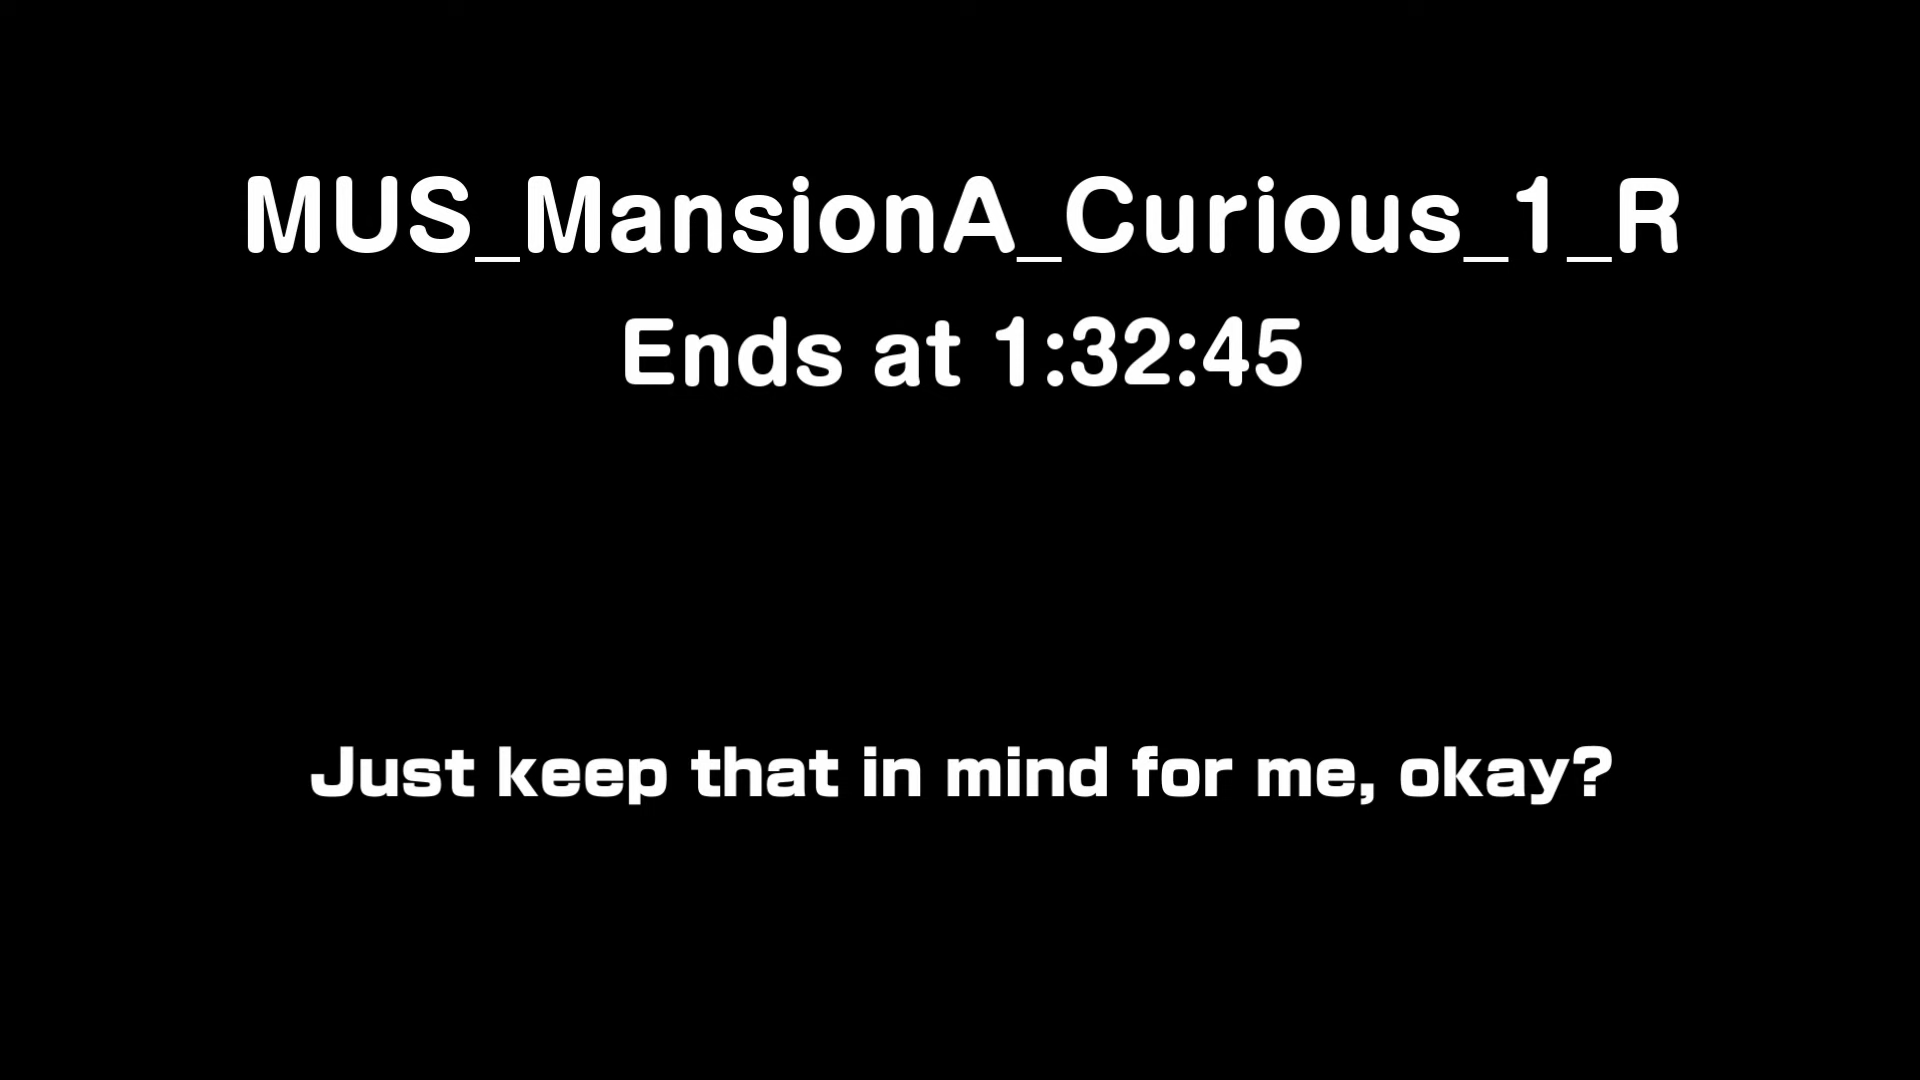 MUS_MansionA_Curious_1_R
Ends at 1:32:45
Just keep that in mind for me, okay?